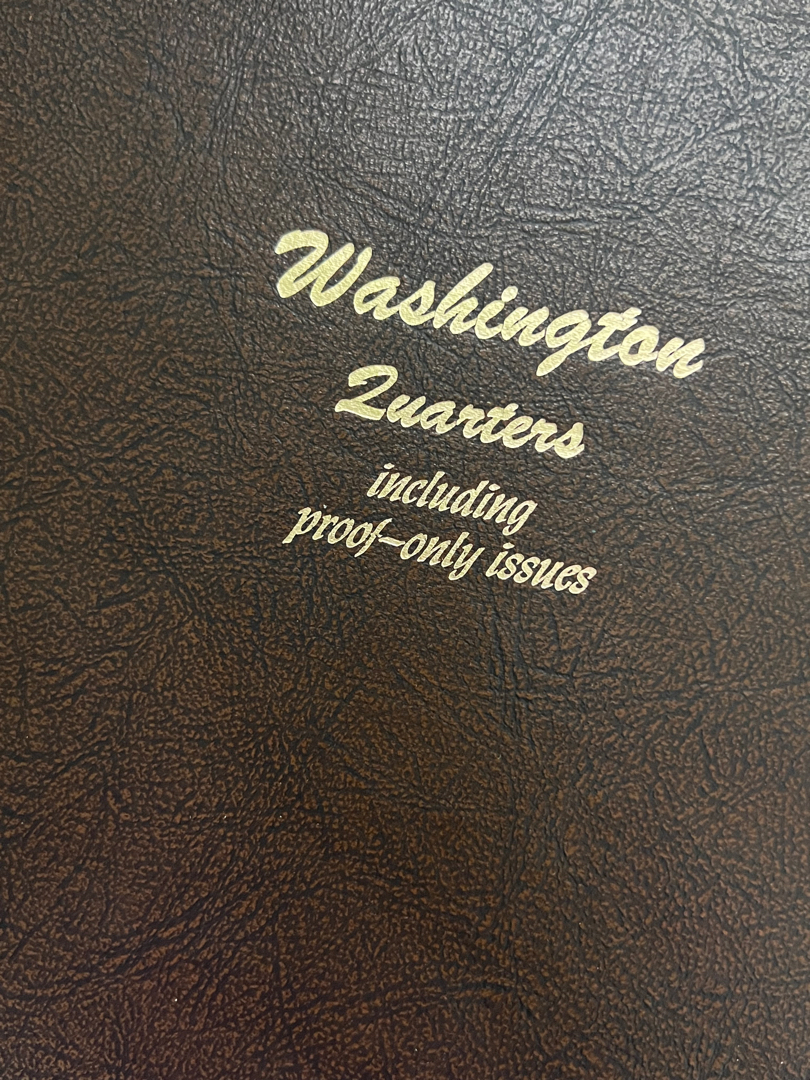 Washington
Quarters
including
proof-only issues